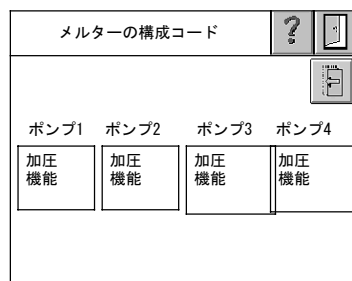 メルターの構成コード
?
ポンプ1 ポンプ2 ポンプ3 ポンプ4
加圧 加圧 加圧 加圧
機能 機能 機能 機能